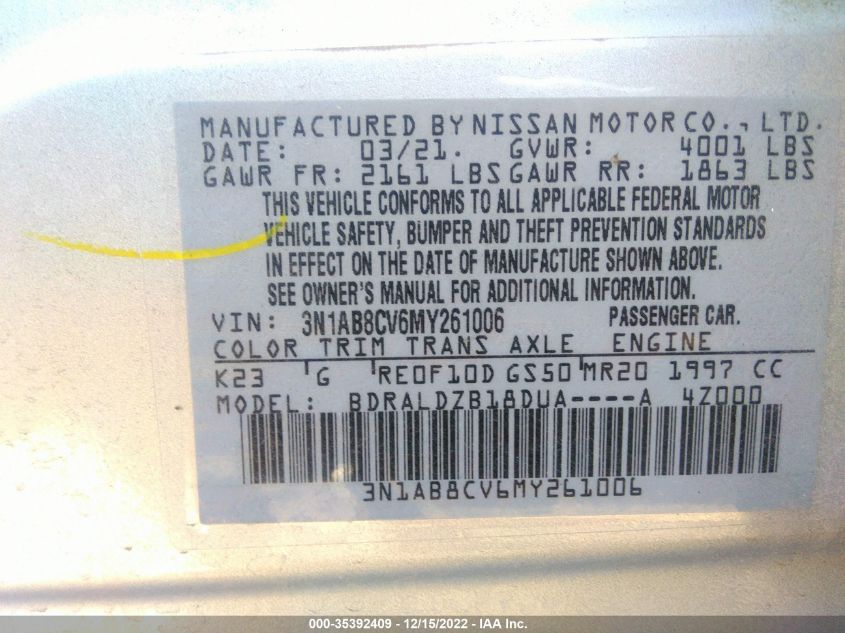 MANUFACTURED BY NISSAN MOTOR CO., LTD.
DATE: 03/21. GVWR: 4001 LBS
GAWR FR: 2161 LBS GAWR RR: 1863 LBS
THIS VEHICLE CONFORMS TO ALL APPLICABLE FEDERAL MOTOR
VEHICLE SAFETY, BUMPER AND THEFT PREVENTION STANDARDS
IN EFFECT ON THE DATE OF MANUFACTURE SHOWN ABOVE.
SEE OWNER'S MANUAL FOR ADDITIONAL INFORMATION.
VIN: 3N1AB8CV6MY261006 PASSENGER CAR.
COLOR TRIM TRANS AXLE ENGINE
K23 G RE0F10D GS50 MR20 1997 CC
MODEL: BDRALDZB18DUA----A 4Z000
3N1AB8CV6MY261006
000-35392409 - 12/15/2022 - IAA Inc.